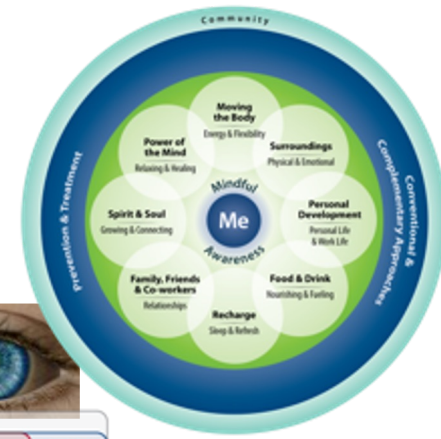 Community
Moving
the Body
Energy & Flexibility
Power of
the Mind
Relaxing & Healing
Surroundings
Physical & Emotional
Mindful
Me
Awareness
Spirit & Soul
Growing & Connecting
Personal
Development
Personal Life
& Work Life
Family, Friends
& Co-workers
Relationships
Food & Drink
Nourishing & Fueling
Recharge
Sleep & Refresh
Prevention & Treatment
Conventional &
Complementary Approaches